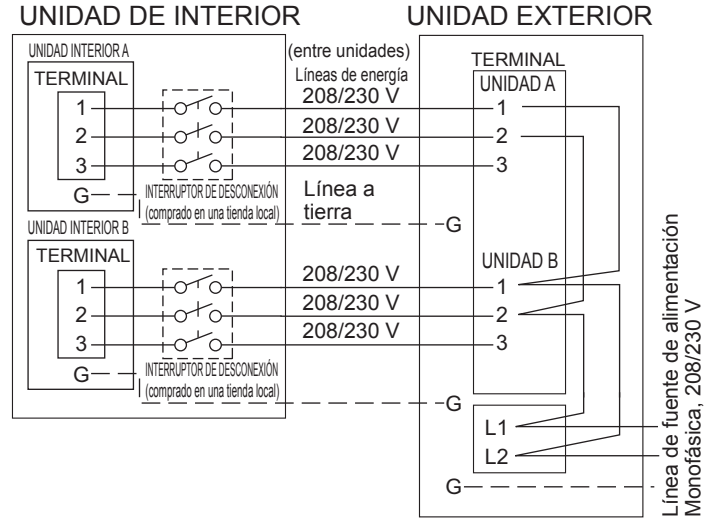 UNIDAD DE INTERIOR
UNIDAD EXTERIOR
UNIDAD INTERIOR A
TERMINAL
1
2
3
G
INTERRUPTOR DE DESCONEXIÓN
(comprado en una tienda local)
(entre unidades)
Líneas de energía
208/230 V
208/230 V
208/230 V
Línea a
tierra
TERMINAL
UNIDAD A
1
2
3
G
UNIDAD INTERIOR B
TERMINAL
1
2
3
G
INTERRUPTOR DE DESCONEXIÓN
(comprado en una tienda local)
208/230 V
208/230 V
208/230 V
UNIDAD B
1
2
3
G
L1
L2
G
Línea de fuente de alimentación
Monofásica, 208/230 V